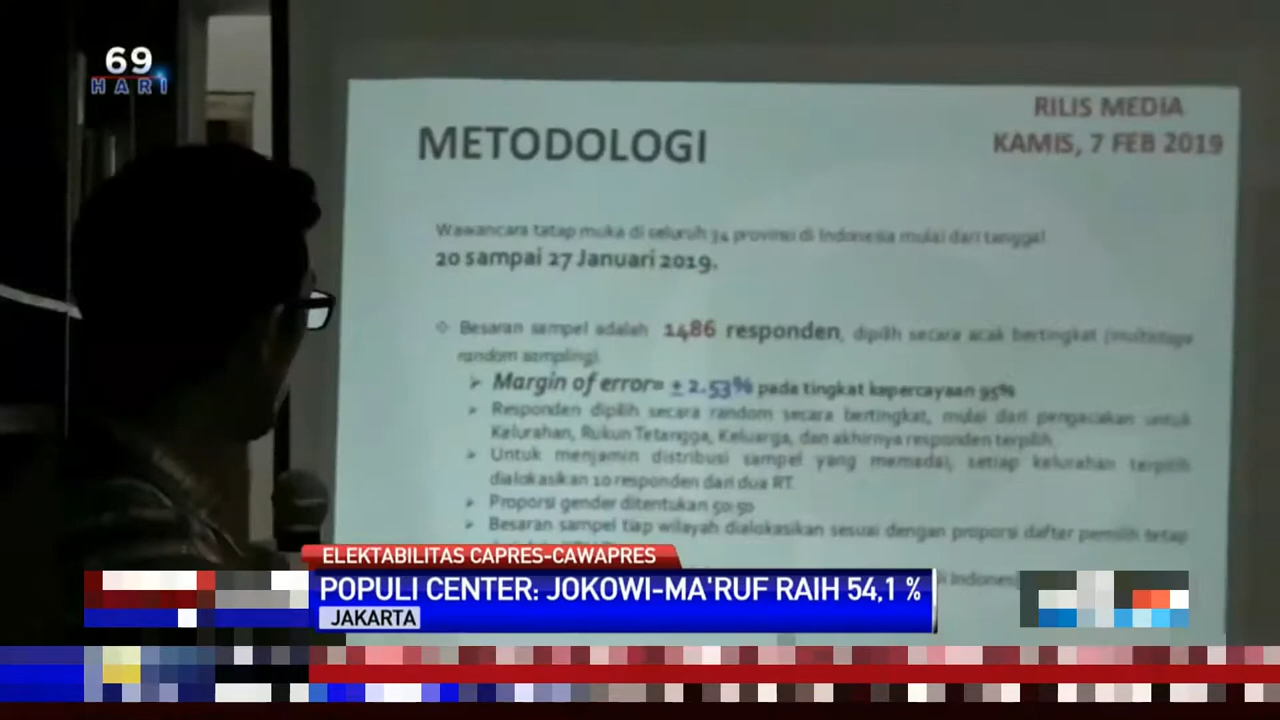 69
HARI
RILIS MEDIA
KAMIS, 7 FEB 2019
METODOLOGI
Wawancara tatap muka di seluruh 34 provinsi di Indonesia mulai dari tanggal
20 sampai 27 Januari 2019.
Besaran sampel adalah 1486 responden, dipilih secara acak bertingkat (multistage
random sampling)
Margin of error= ± 2.53% pada tingkat kepercayaan 95%
Responden dipilih secara random secara bertingkat, mulai dari pengacakan untuk
Kelurahan, Rukun Tetangga, Keluarga, dan akhirnya responden terpilih
Untuk menjamin distribusi sampel yang memadai, setiap kelurahan terpilih
dialokasikan 10 responden dari dua RT
Proporsi gender ditentukan 50:50
Besaran sampel tiap wilayah dialokasikan sesuai dengan proporsi dafter pemilih tetap
ELEKTABILITAS CAPRES-CAWAPRES
POPULI CENTER: JOKOWI-MA'RUF RAIH 54,1 %
JAKARTA